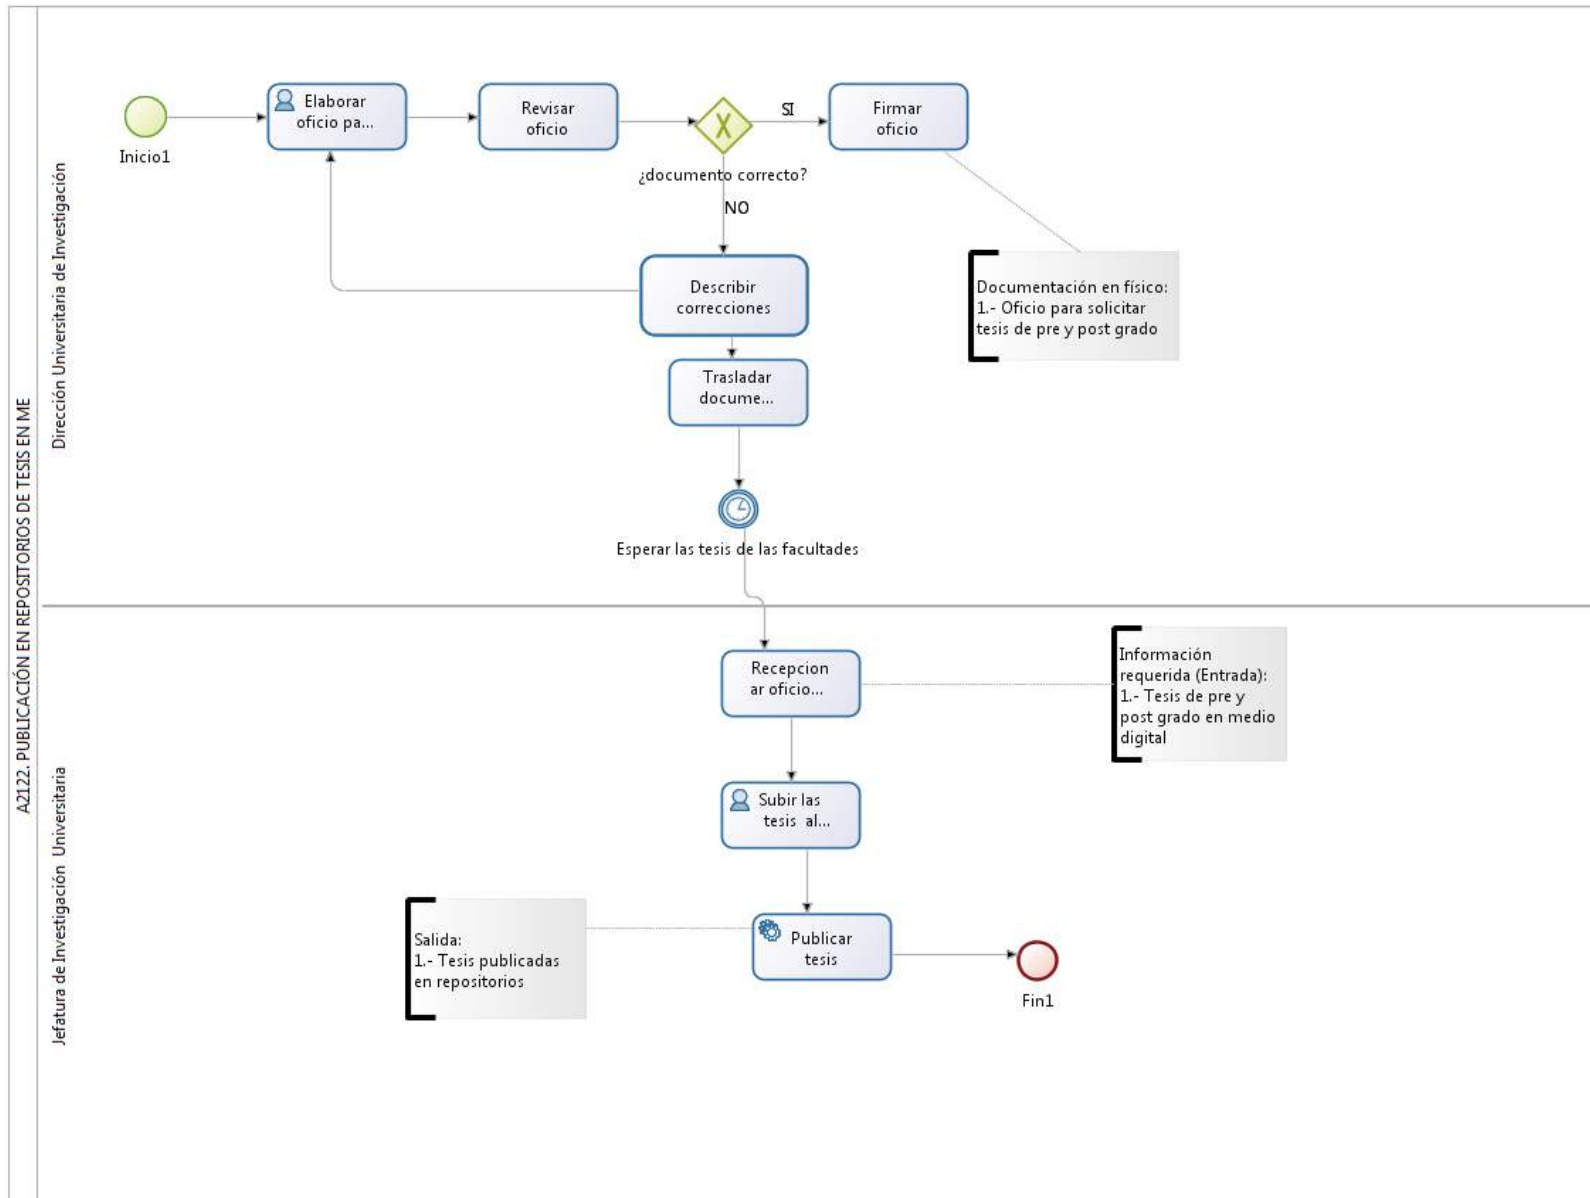 A2122. PUBLICACIÓN EN REPOSITORIOS DE TESIS EN ME
Dirección Universitaria de Investigación
Inicio1
Elaborar
oficio pa...
Revisar
oficio
¿documento correcto?
SI
NO
Firmar
oficio
Documentación en físico:
1.- Oficio para solicitar
tesis de pre y post grado
Describir
correcciones
Trasladar
docume...
Esperar las tesis de las facultades
Jefatura de Investigación Universitaria
Recepcion
ar oficio...
Información
requerida (Entrada):
1.- Tesis de pre y
post grado en medio
digital
Subir las
tesis al...
Salida:
1.- Tesis publicadas
en repositorios
Publicar
tesis
Fin1